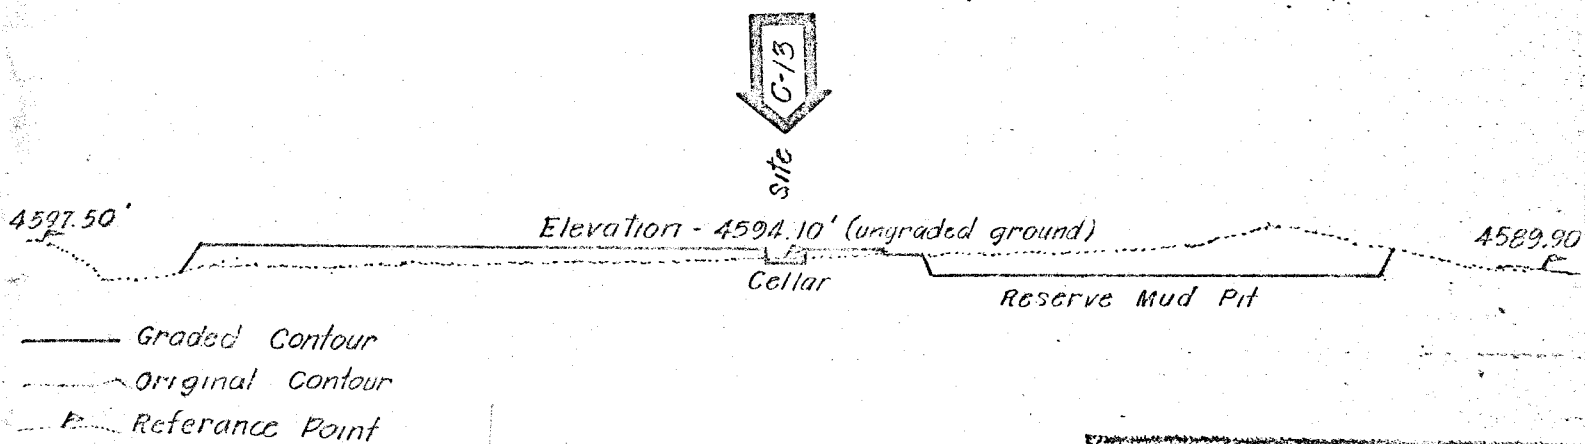 C-13
Site
4597.50'
Elevation - 4594.10' (ungraded ground)
4589.90
Cellar
Reserve Mud Pit
Graded Contour
Original Contour
Referance Point